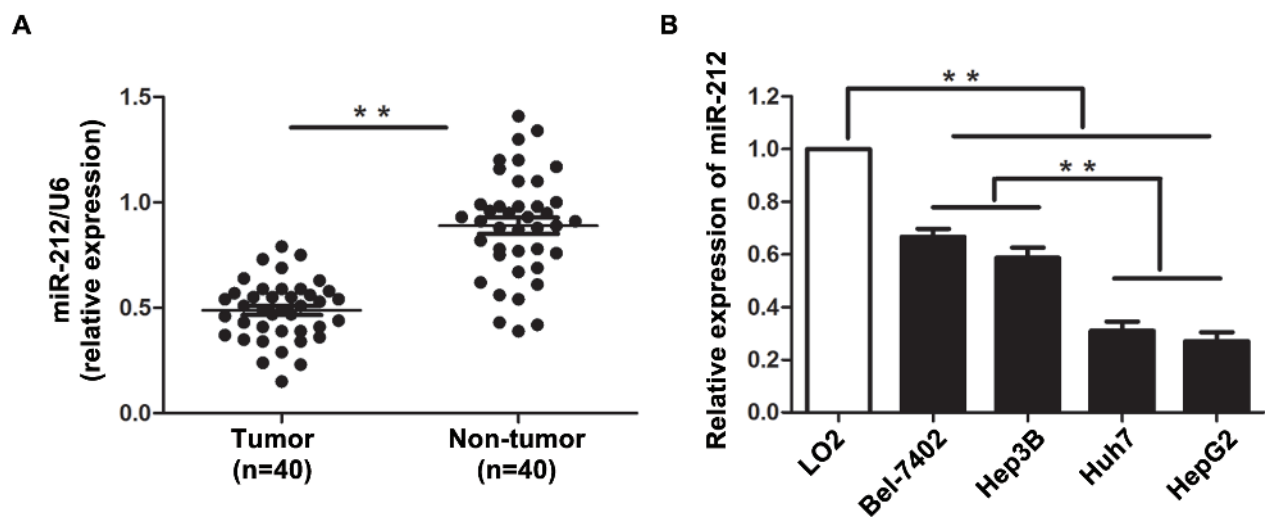 A
miR-212/U6
(relative expression)
1.5
1.0
0.5
0.0
* *
Tumor
(n=40)
Non-tumor
(n=40)
B
Relative expression of miR-212
1.2
1.0
0.8
0.6
0.4
0.2
0.0
* *
* *
LO2
Bel-7402
Hep3B
Huh7
HepG2